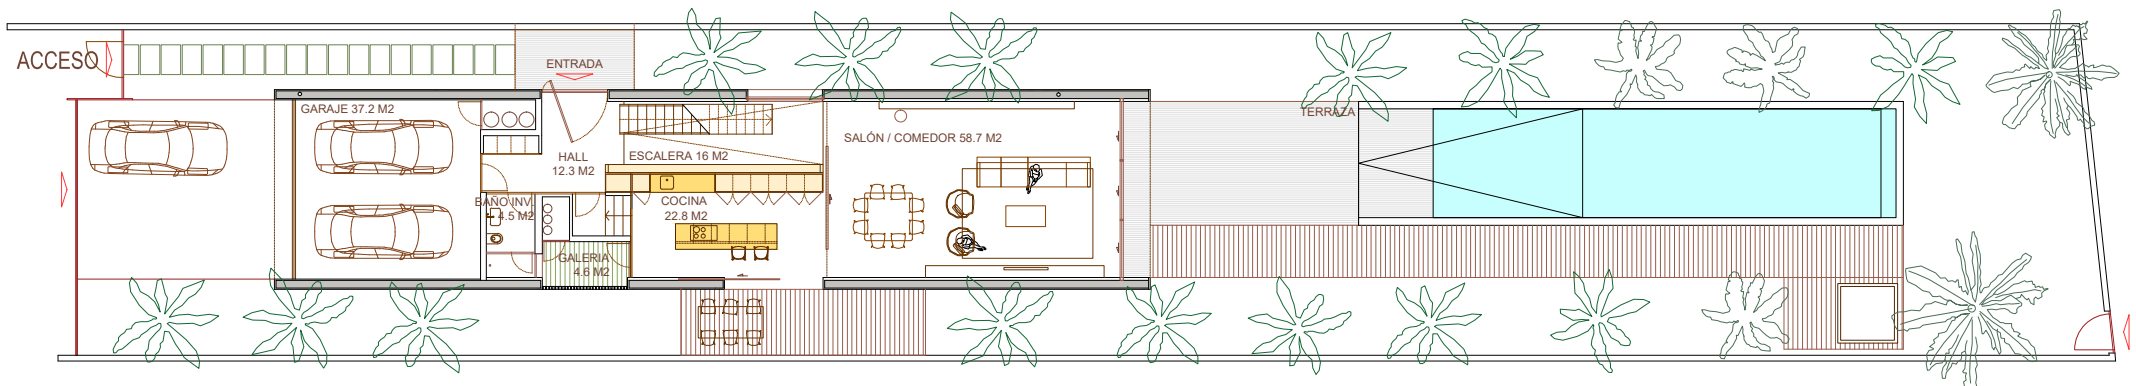 ACCESO
ENTRADA
GARAJE 37.2 M2
TERRAZA
SALÓN / COMEDOR 58.7 M2
HALL
12.3 M2
ESCALERA 16 M2
BAÑO INV.
4.5 M2
COCINA
22.8 M2
GALERIA
4.6 M2